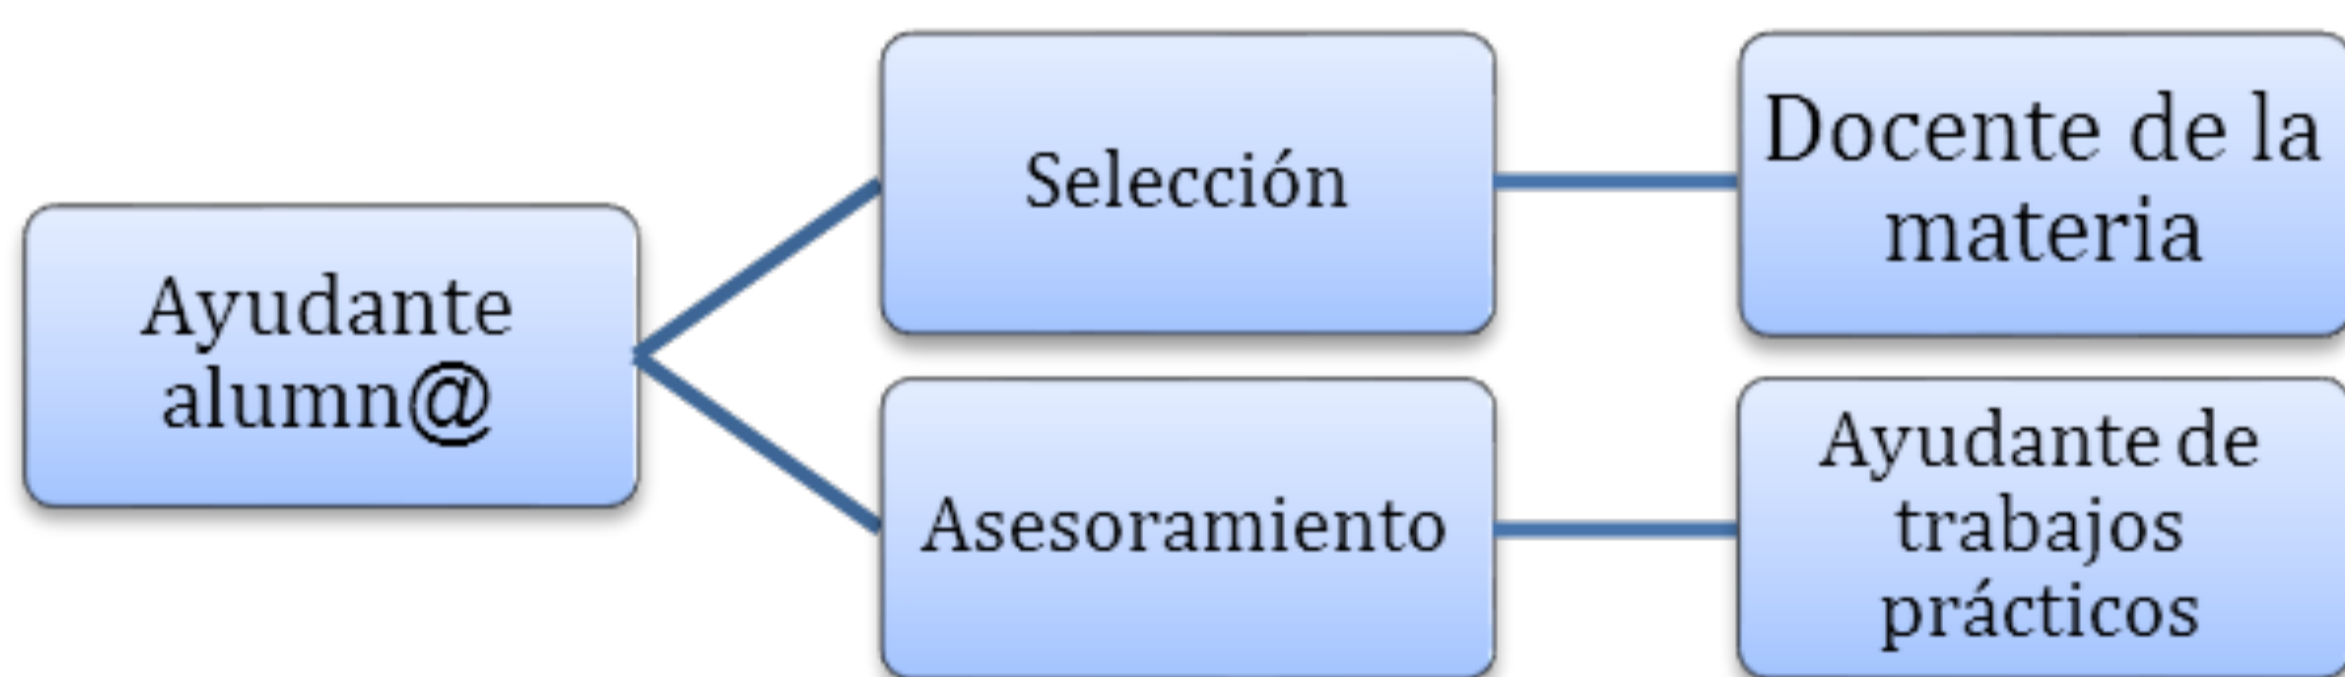 Ayudante
alumn@
Selección
Docente de la
materia
Asesoramiento
Ayudante de
trabajos
prácticos